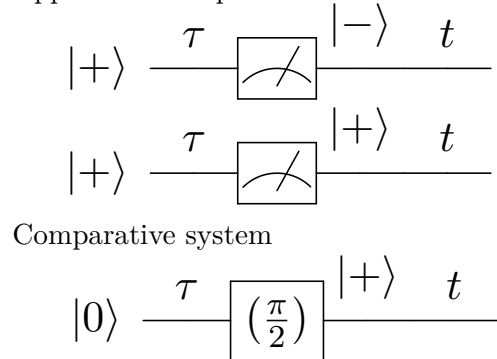 τ |−⟩ t
|+⟩
τ |+⟩ t
|+⟩
Comparative system
τ |+⟩ t
|0⟩ (π/2)